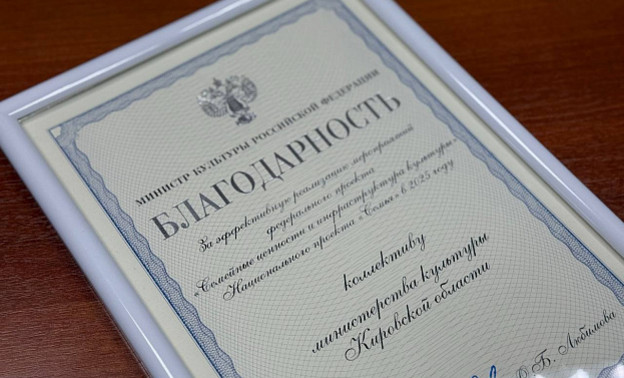 МИНИСТР КУЛЬТУРЫ РОССИЙСКОЙ ФЕДЕРАЦИИ
БЛАГОДАРНОСТЬ
За эффективную реализацию мероприятий
федерального проекта
«Семейные ценности и инфраструктура культуры»
Национального проекта «Семья» в 2025 году
коллективу
министерства культуры
Кировской области
О.Б. Любимова